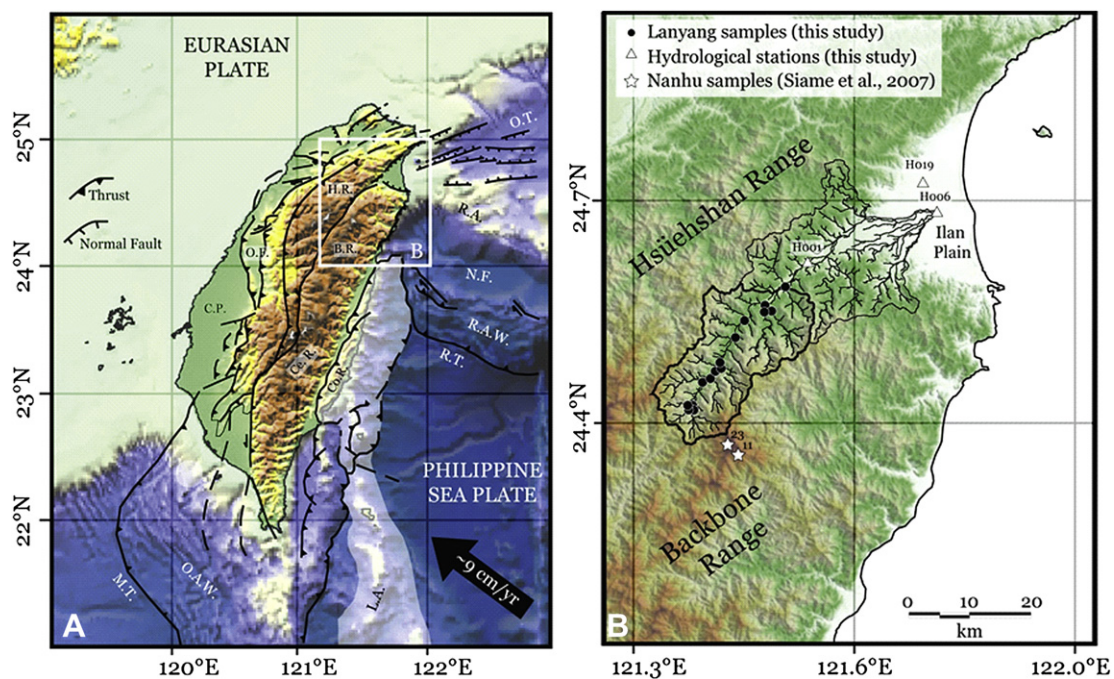 EURASIAN
PLATE
O.T.
25°N
Thrust
H.R.
R.A.
Normal Fault
O.F.
B.R.
B
24°N
N.F.
C.P.
R.A.W.
R.T.
Ce. R.
Co.R.
23°N
PHILIPPINE
SEA PLATE
22°N
~9 cm/yr
M.T.
O.A.W.
L.A.
A
120°E
121°E
122°E
Lanyang samples (this study)
Hydrological stations (this study)
Nanhu samples (Siame et al., 2007)
H019
Hsüehshan Range
24.7°N
H006
Ilan
Plain
H001
24.4°N
23
11
Backbone
Range
0 10 20
km
B
121.3°E
121.6°E
122.0°E